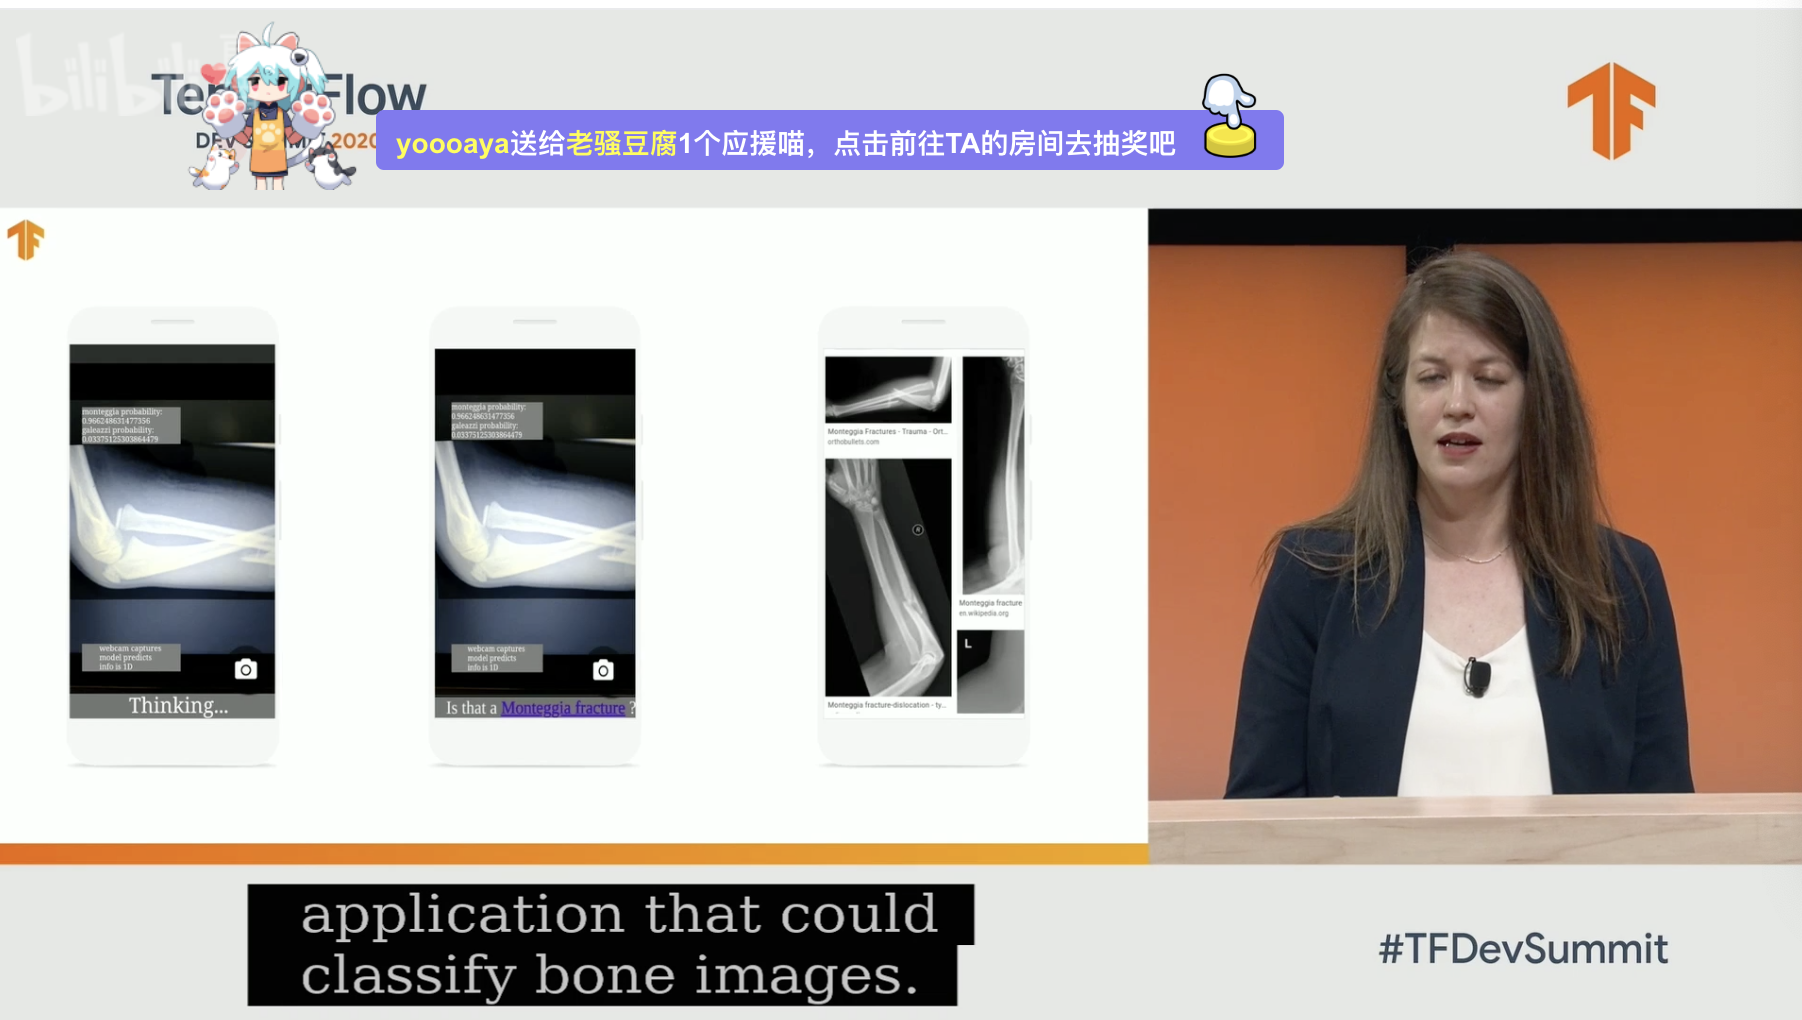 bilibili
Te Flow
DEV S MMIT 2020
yoooaya送给老骚豆腐1个应援喵，点击前往TA的房间去抽奖吧
monteggia probability:
0.966248631477356
galeazzi probability:
0.03375125303864479
webcam captures
model predicts
info is 1D
Thinking...
monteggia probability:
0.966248631477356
galeazzi probability:
0.03375125303864479
webcam captures
model predicts
info is 1D
Is that a Monteggia fracture ?
Monteggia Fractures - Trauma - Ort...
orthobullets.com
R
Monteggia fracture
en.wikipedia.org
L
Monteggia fracture-dislocation - ty...
application that could
classify bone images.
#TFDevSummit